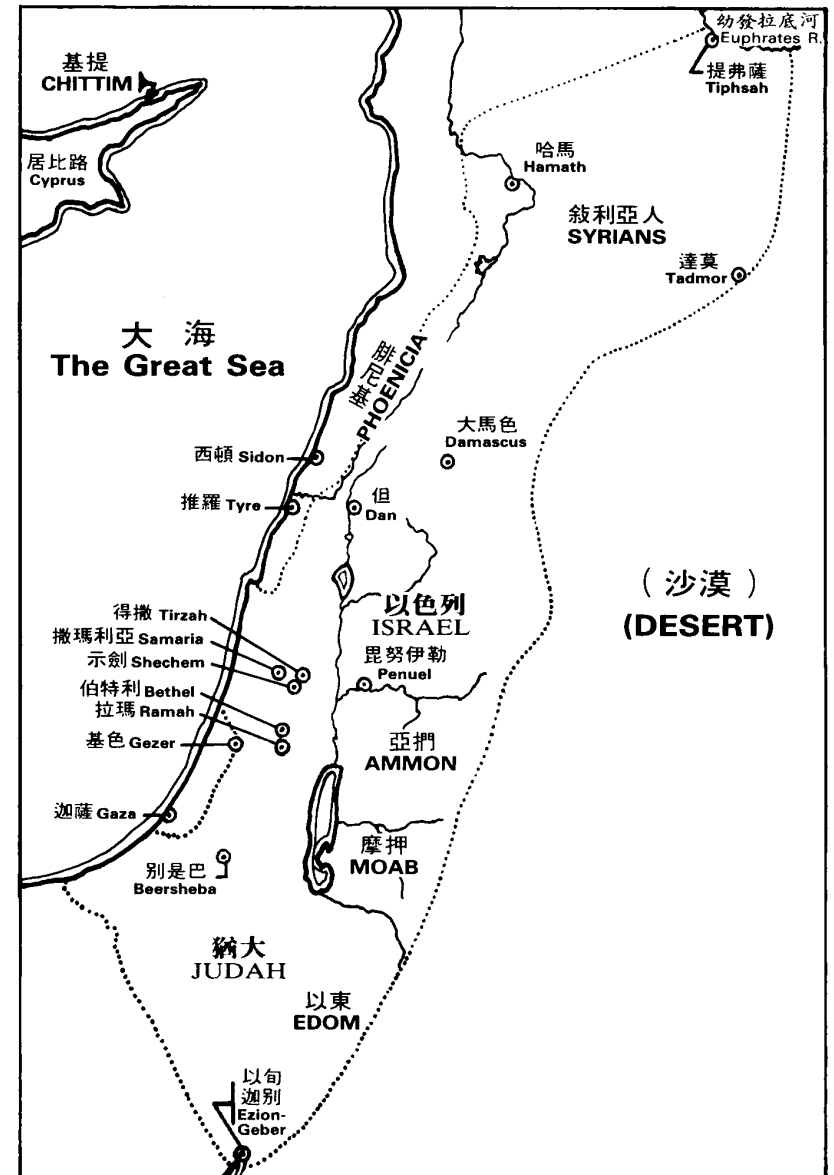 幼發拉底河
Euphrates R.
提弗薩
Tiphsah
基提
CHITTIM
居比路
Cyprus
哈馬
Hamath
敍利亞人
SYRIANS
達莫
Tadmor
大 海
The Great Sea
腓尼基
PHOENICIA
大馬色
Damascus
西頓 Sidon
推羅 Tyre
但
Dan
(沙漠)
(DESERT)
以色列
ISRAEL
得撒 Tirzah
撒瑪利亞 Samaria
示劍 Shechem
毘努伊勒
Penuel
伯特利 Bethel
拉瑪 Ramah
基色 Gezer
亞捫
AMMON
迦薩 Gaza
摩押
MOAB
別是巴
Beersheba
猶大
JUDAH
以東
EDOM
以旬
迦別
Ezion-
Geber